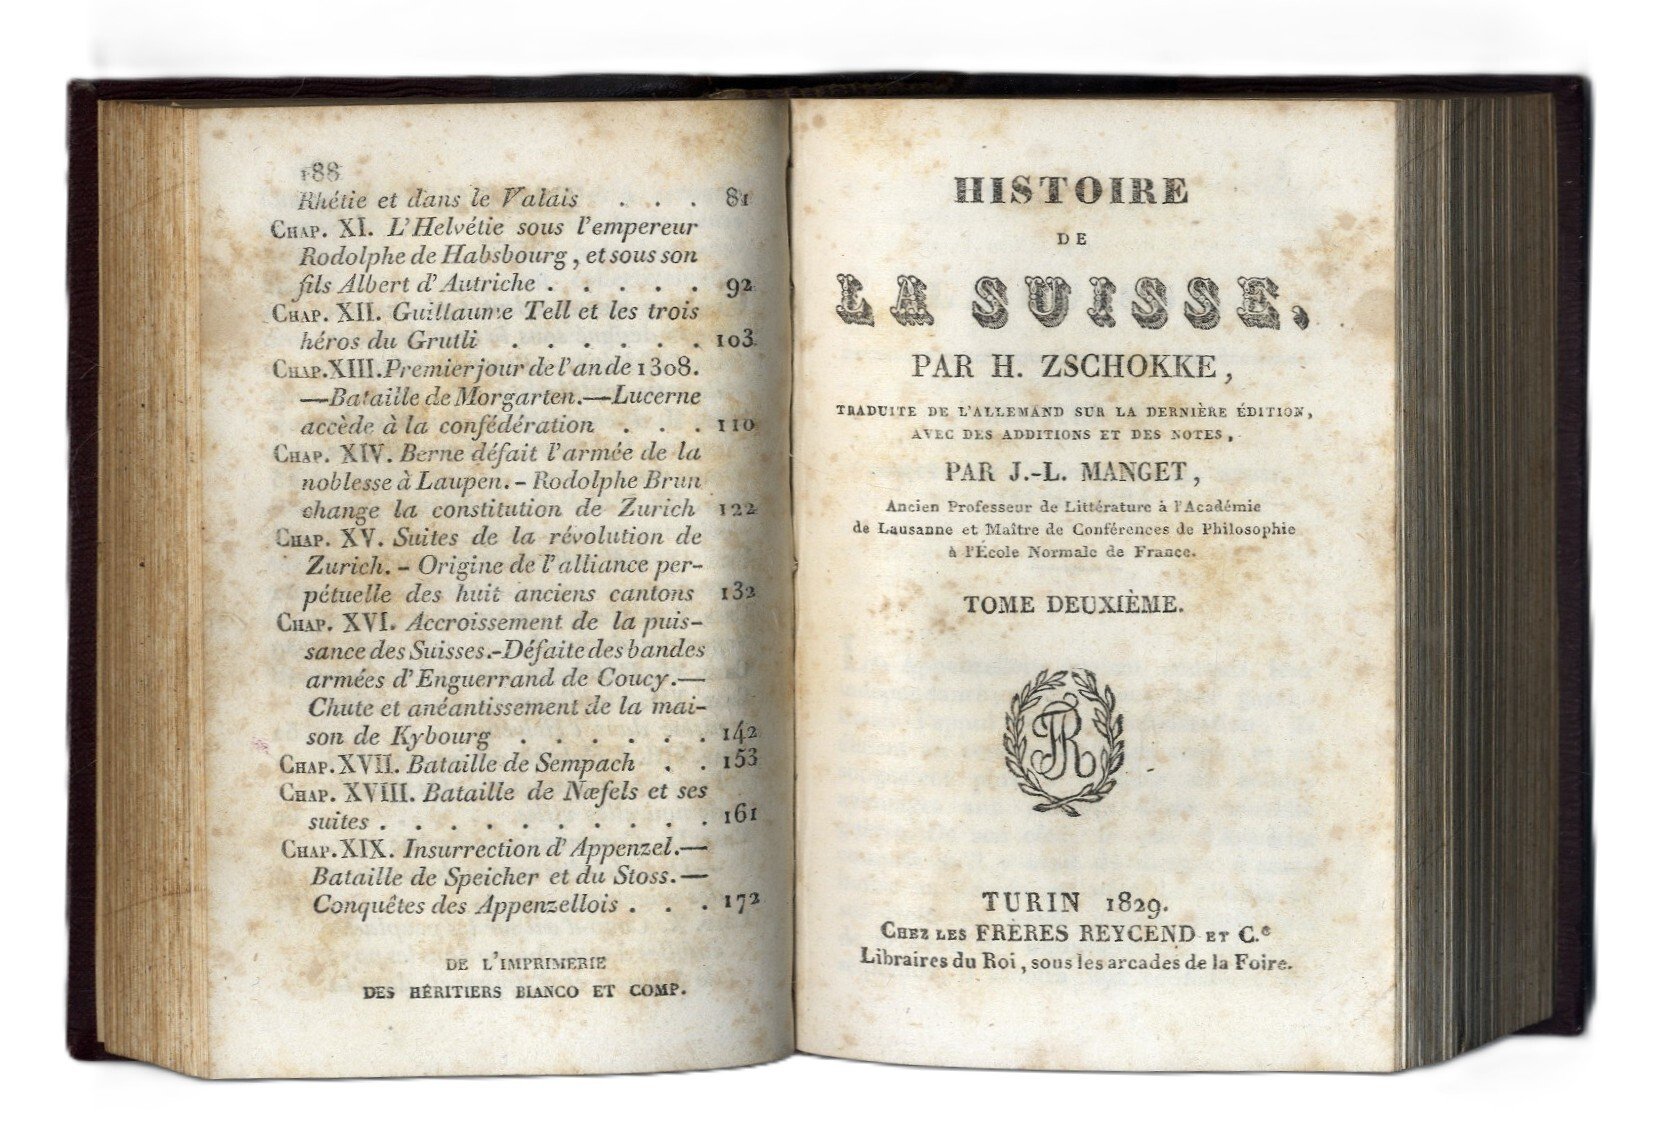 188
Rhétie et dans le Valais . . . 81
CHAP. XI. L'Helvétie sous l'empereur
Rodolphe de Habsbourg, et sous son
fils Albert d'Autriche . . . . . 92
CHAP. XII. Guillaume Tell et les trois
héros du Grutli . . . . . . 103
CHAP. XIII. Premier jour de l'an de 1308.
—Bataille de Morgarten.—Lucerne
accède à la confédération . . . 110
CHAP. XIV. Berne défait l'armée de la
noblesse à Laupen. - Rodolphe Brun
change la constitution de Zurich 122
CHAP. XV. Suites de la révolution de
Zurich. - Origine de l'alliance per-
pétuelle des huit anciens cantons 132
CHAP. XVI. Accroissement de la puis-
sance des Suisses.-Défaite des bandes
armées d'Enguerrand de Coucy.—
Chute et anéantissement de la mai-
son de Kybourg . . . . . . 142
CHAP. XVII. Bataille de Sempach . . 153
CHAP. XVIII. Bataille de Næfels et ses
suites . . . . . . . . . . 161
CHAP. XIX. Insurrection d'Appenzel.—
Bataille de Speicher et du Stoss.—
Conquêtes des Appenzellois . . . 172
DE L'IMPRIMERIE
DES HÉRITIERS BIANCO ET COMP.
HISTOIRE
DE
LA SUISSE,
PAR H. ZSCHOKKE,
TRADUITE DE L'ALLEMAND SUR LA DERNIÈRE ÉDITION,
AVEC DES ADDITIONS ET DES NOTES,
PAR J.-L. MANGET,
Ancien Professeur de Littérature à l'Académie
de Lausanne et Maître de Conférences de Philosophie
à l'École Normale de France.
TOME DEUXIÈME.
FR
TURIN 1829.
CHEZ LES FRÈRES REYCEND ET C.e
Libraires du Roi, sous les arcades de la Foire.